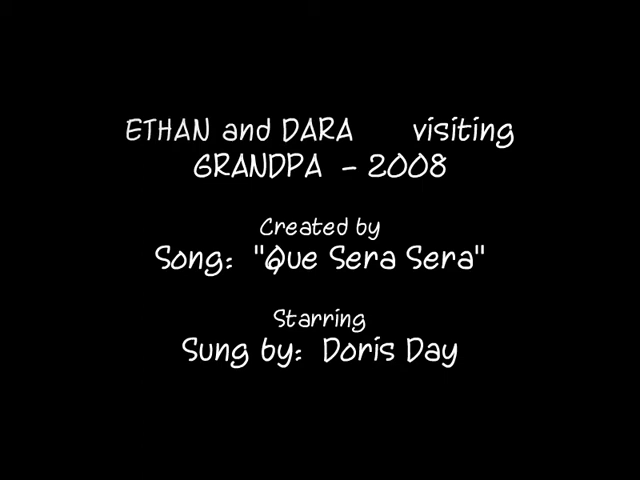 ETHAN and DARA visiting
GRANDPA - 2008
Created by
Song: "Que Sera Sera"
Starring
Sung by: Doris Day